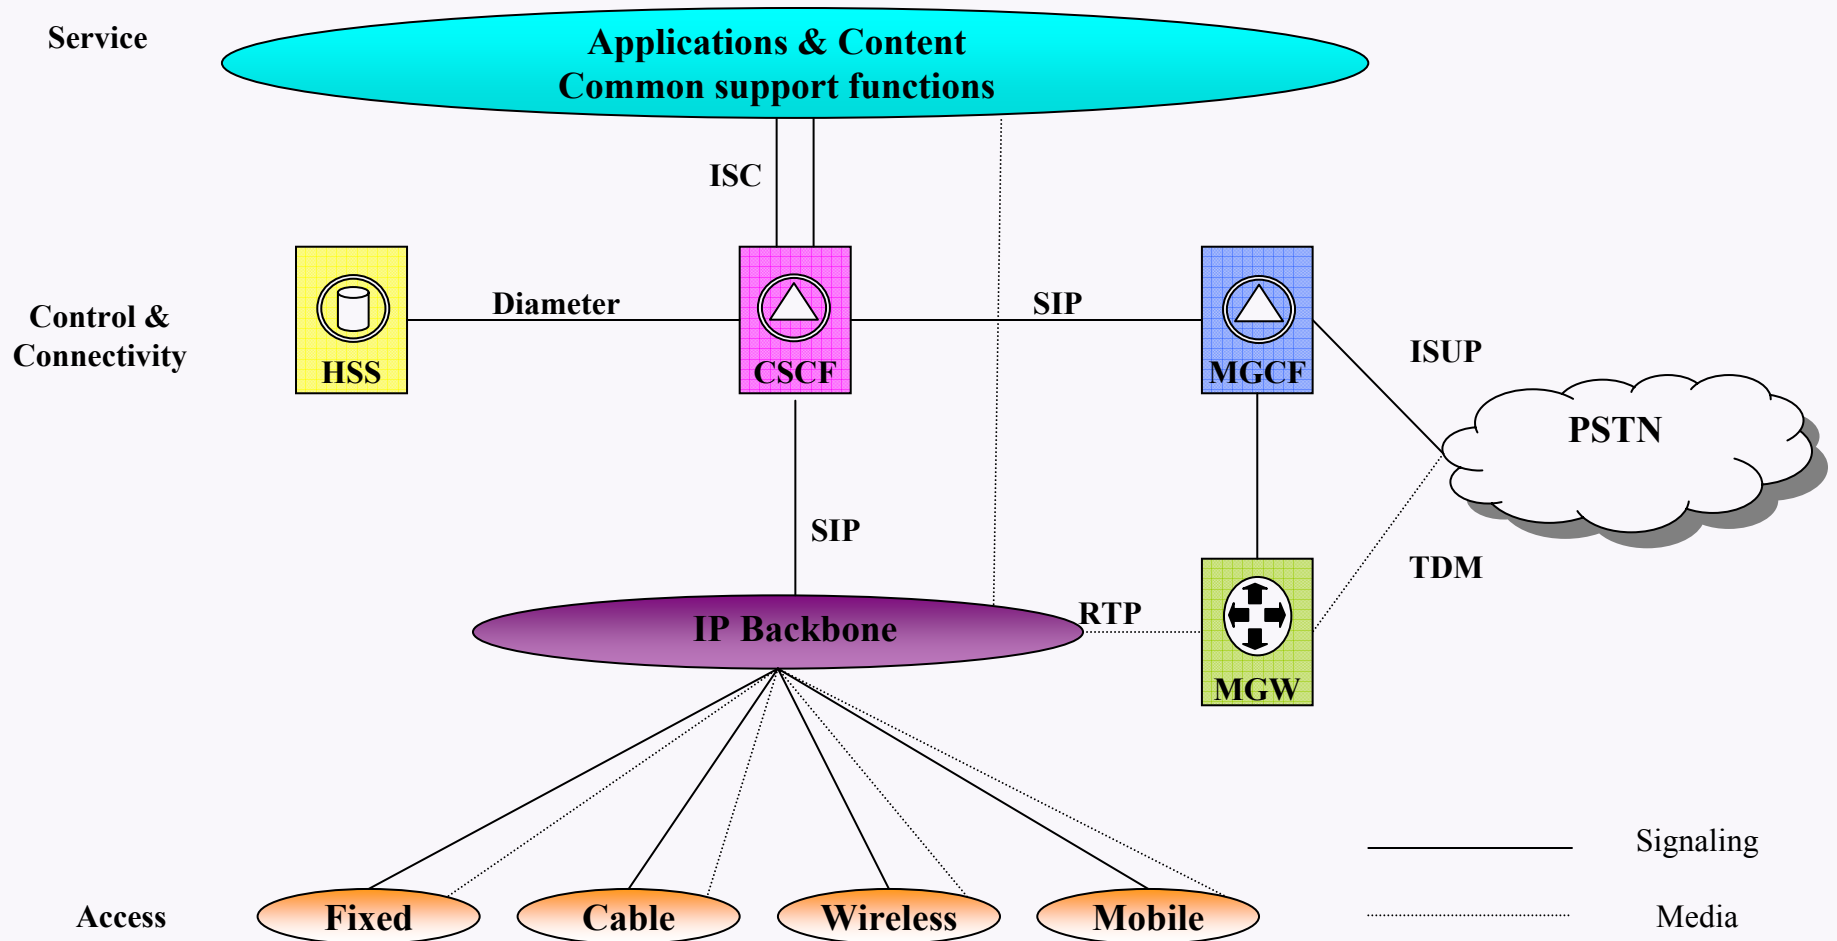 Service
Applications & Content
Common support functions
ISC
Control &
Connectivity
HSS
Diameter
CSCF
SIP
MGCF
ISUP
PSTN
SIP
TDM
IP Backbone
RTP
MGW
Signaling
Access
Fixed
Cable
Wireless
Mobile
Media